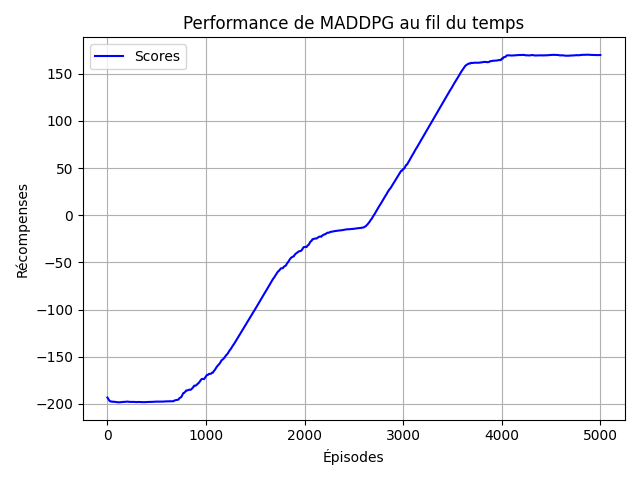 Performance de MADDPG au fil du temps
Scores
Récompenses
150
100
50
0
−50
−100
−150
−200
0 1000 2000 3000 4000 5000
Épisodes